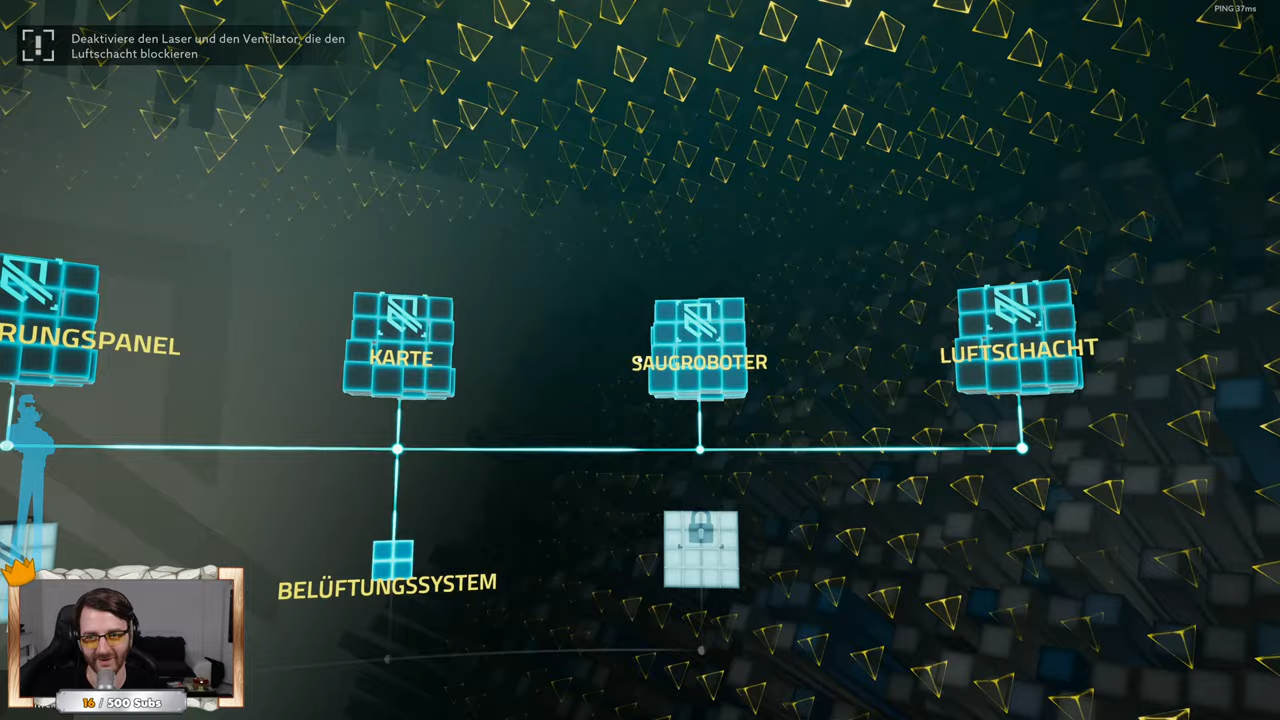 PING 37ms
Deaktiviere den Laser und den Ventilator, die den
Luftschacht blockieren
RUNGSPANEL
KARTE
SAUGROBOTER
LUFTSCHACHT
BELÜFTUNGSSYSTEM
16 / 500 Subs